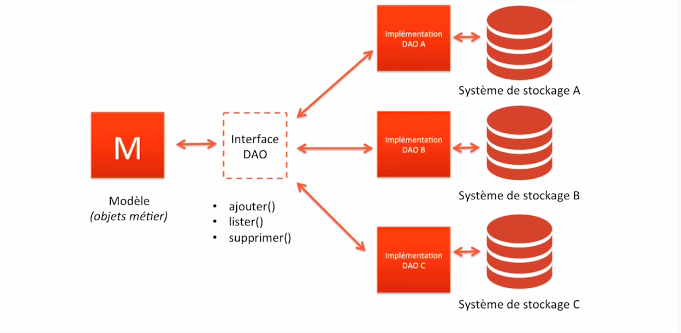 M
Modèle
(objets métier)
Interface
DAO
• ajouter()
• lister()
• supprimer()
Implémentation
DAO A
Système de stockage A
Implémentation
DAO B
Système de stockage B
Implémentation
DAO C
Système de stockage C